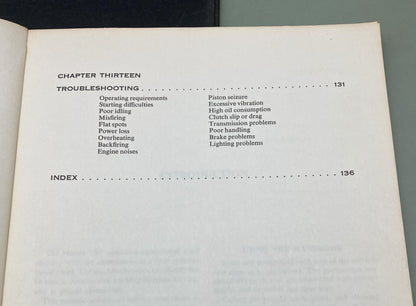 CHAPTER THIRTEEN
TROUBLESHOOTING . . . . . . . . . . . . . . . . . . . . . . . . . . . . 131
Operating requirements
Starting difficulties
Poor idling
Misfiring
Flat spots
Power loss
Overheating
Backfiring
Engine noises
Piston seizure
Excessive vibration
High oil consumption
Clutch slip or drag
Transmission problems
Poor handling
Brake problems
Lighting problems
INDEX . . . . . . . . . . . . . . . . . . . . . . . . . . . . . . . . . . 136